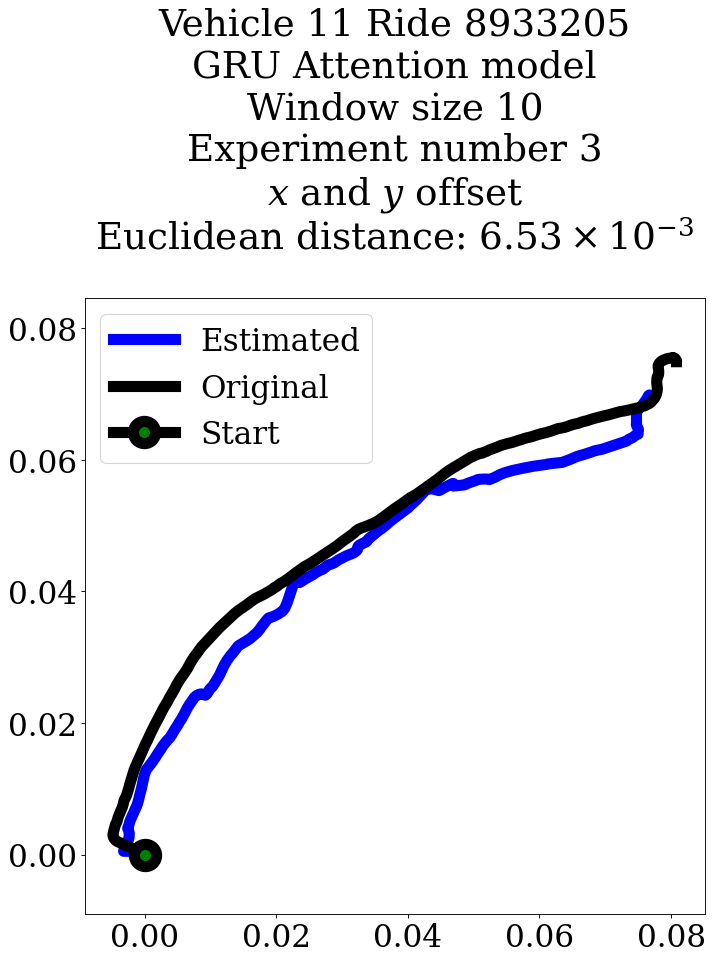 Vehicle 11 Ride 8933205
GRU Attention model
Window size 10
Experiment number 3
x and y offset
Euclidean distance: 6.53 × 10⁻³
Estimated
Original
Start
0.08
0.06
0.04
0.02
0.00
0.00 0.02 0.04 0.06 0.08